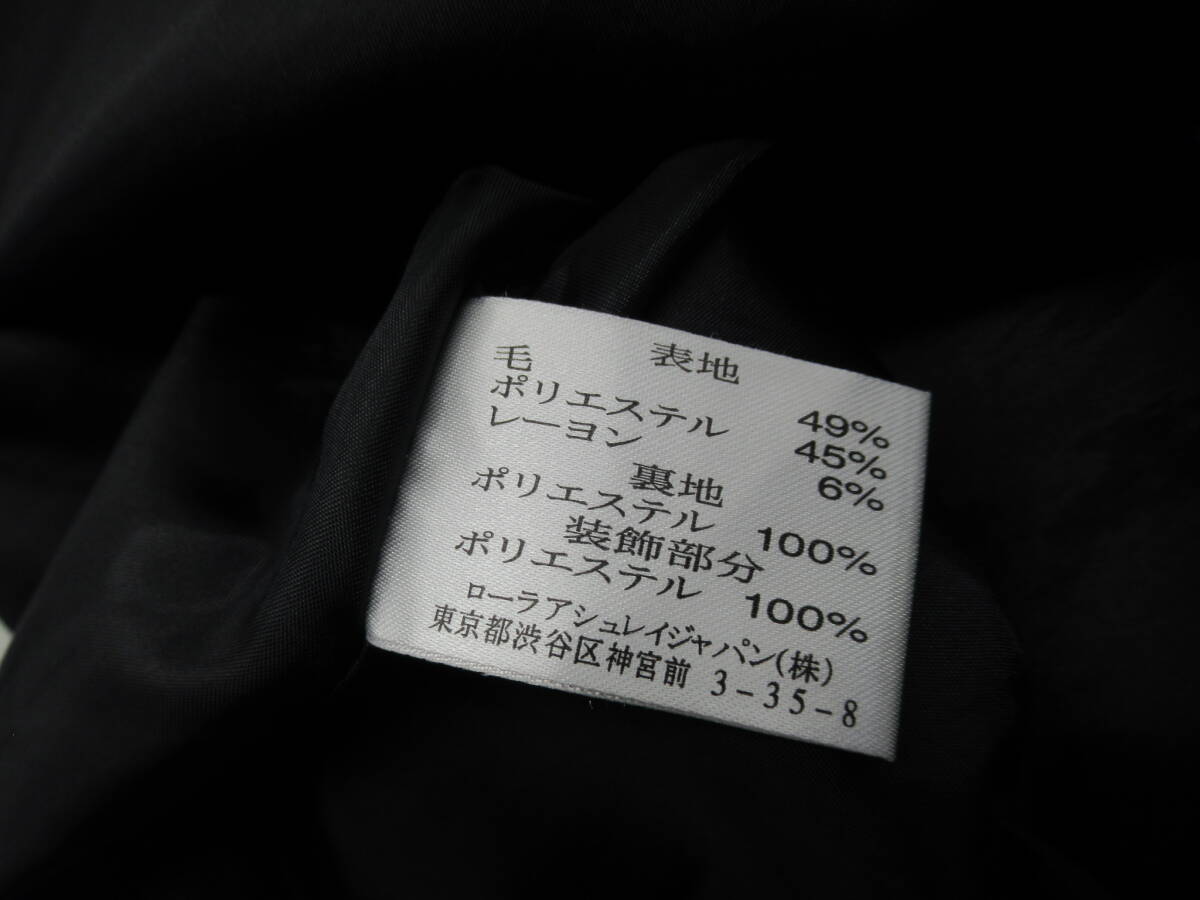 表地
毛 49%
ポリエステル 45%
レーヨン 6%
裏地
ポリエステル 100%
装飾部分
ポリエステル 100%
ローラアシュレイジャパン(株)
東京都渋谷区神宮前 3-35-8